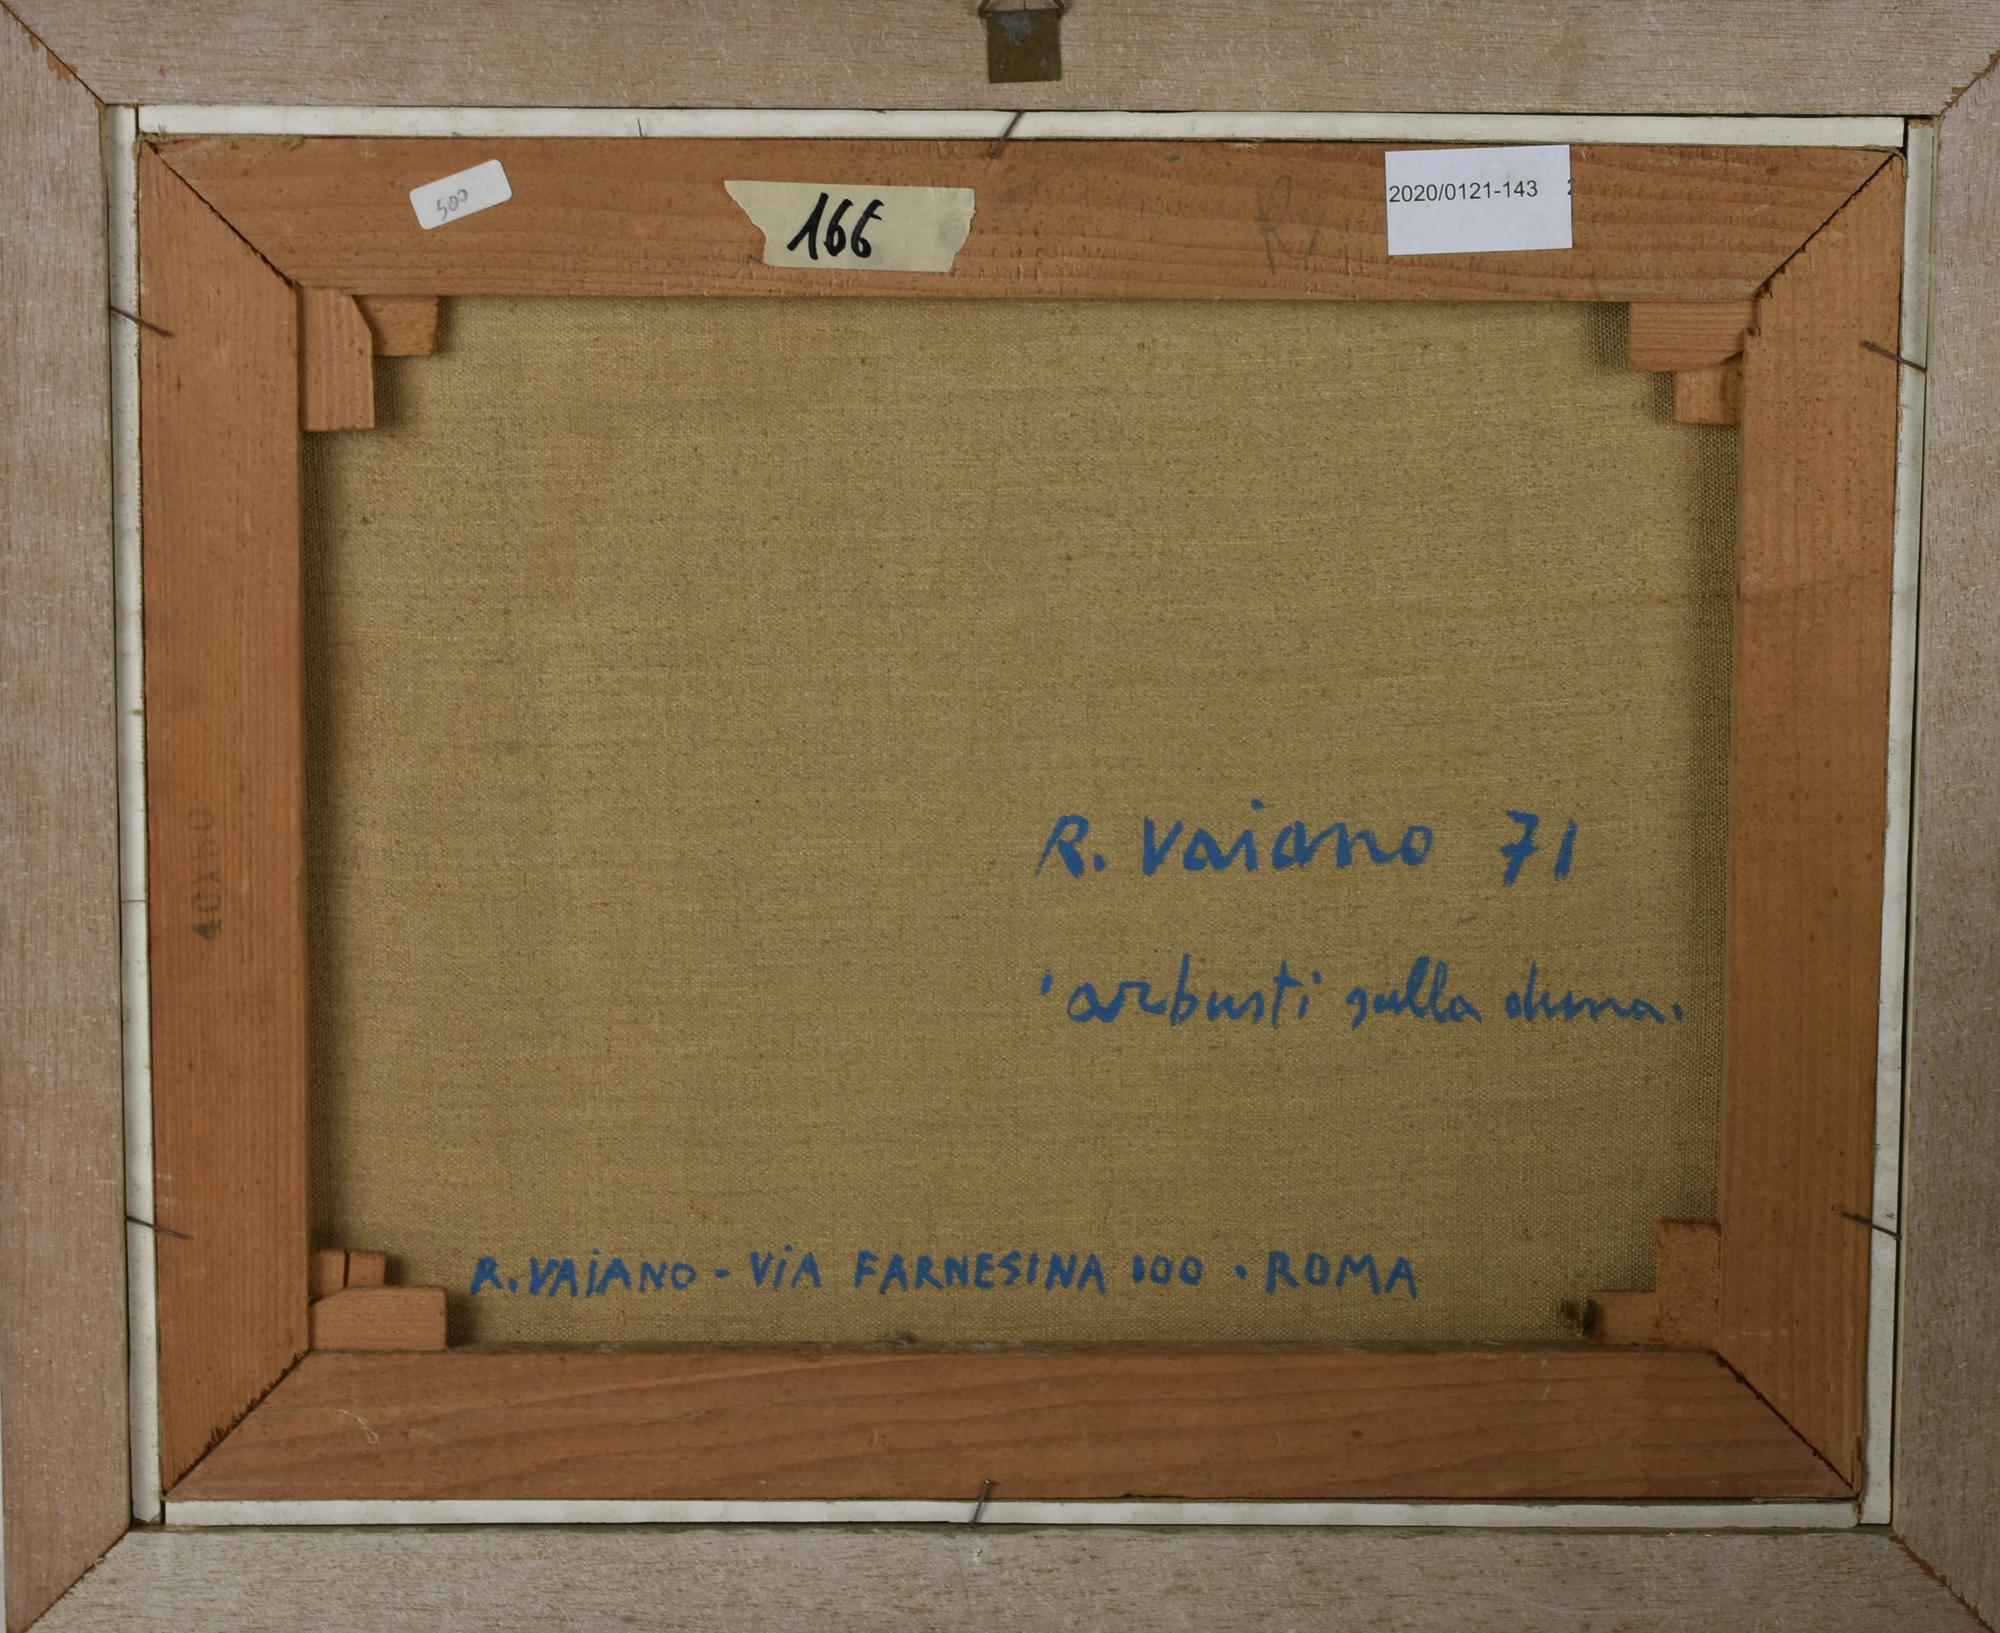 500
166
2020/0121-143
40X50
R. Vaiano 71
'arbusti sulla duna.
R. VAIANO - ViA FARNESINA 100 . ROMA